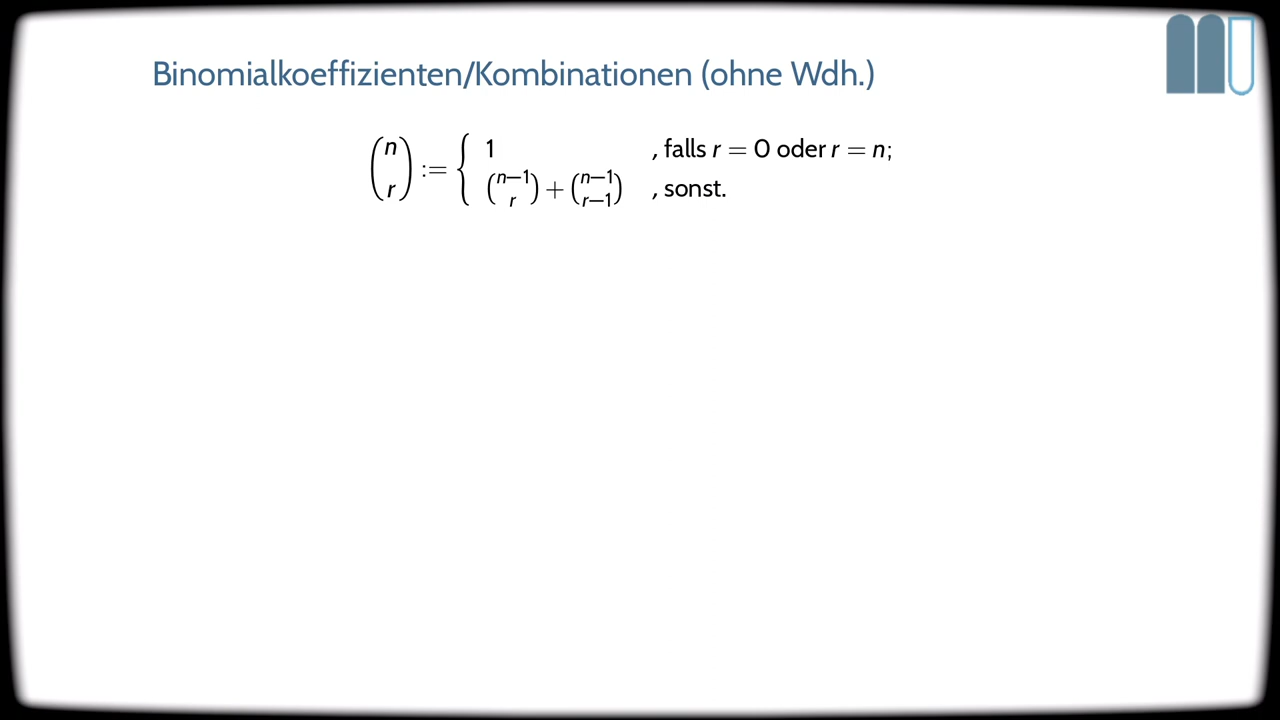 Binomialkoeffizienten/Kombinationen (ohne Wdh.)
(n r) := { 1 , falls r = 0 oder r = n;
(n−1 r) + (n−1 r−1) , sonst.